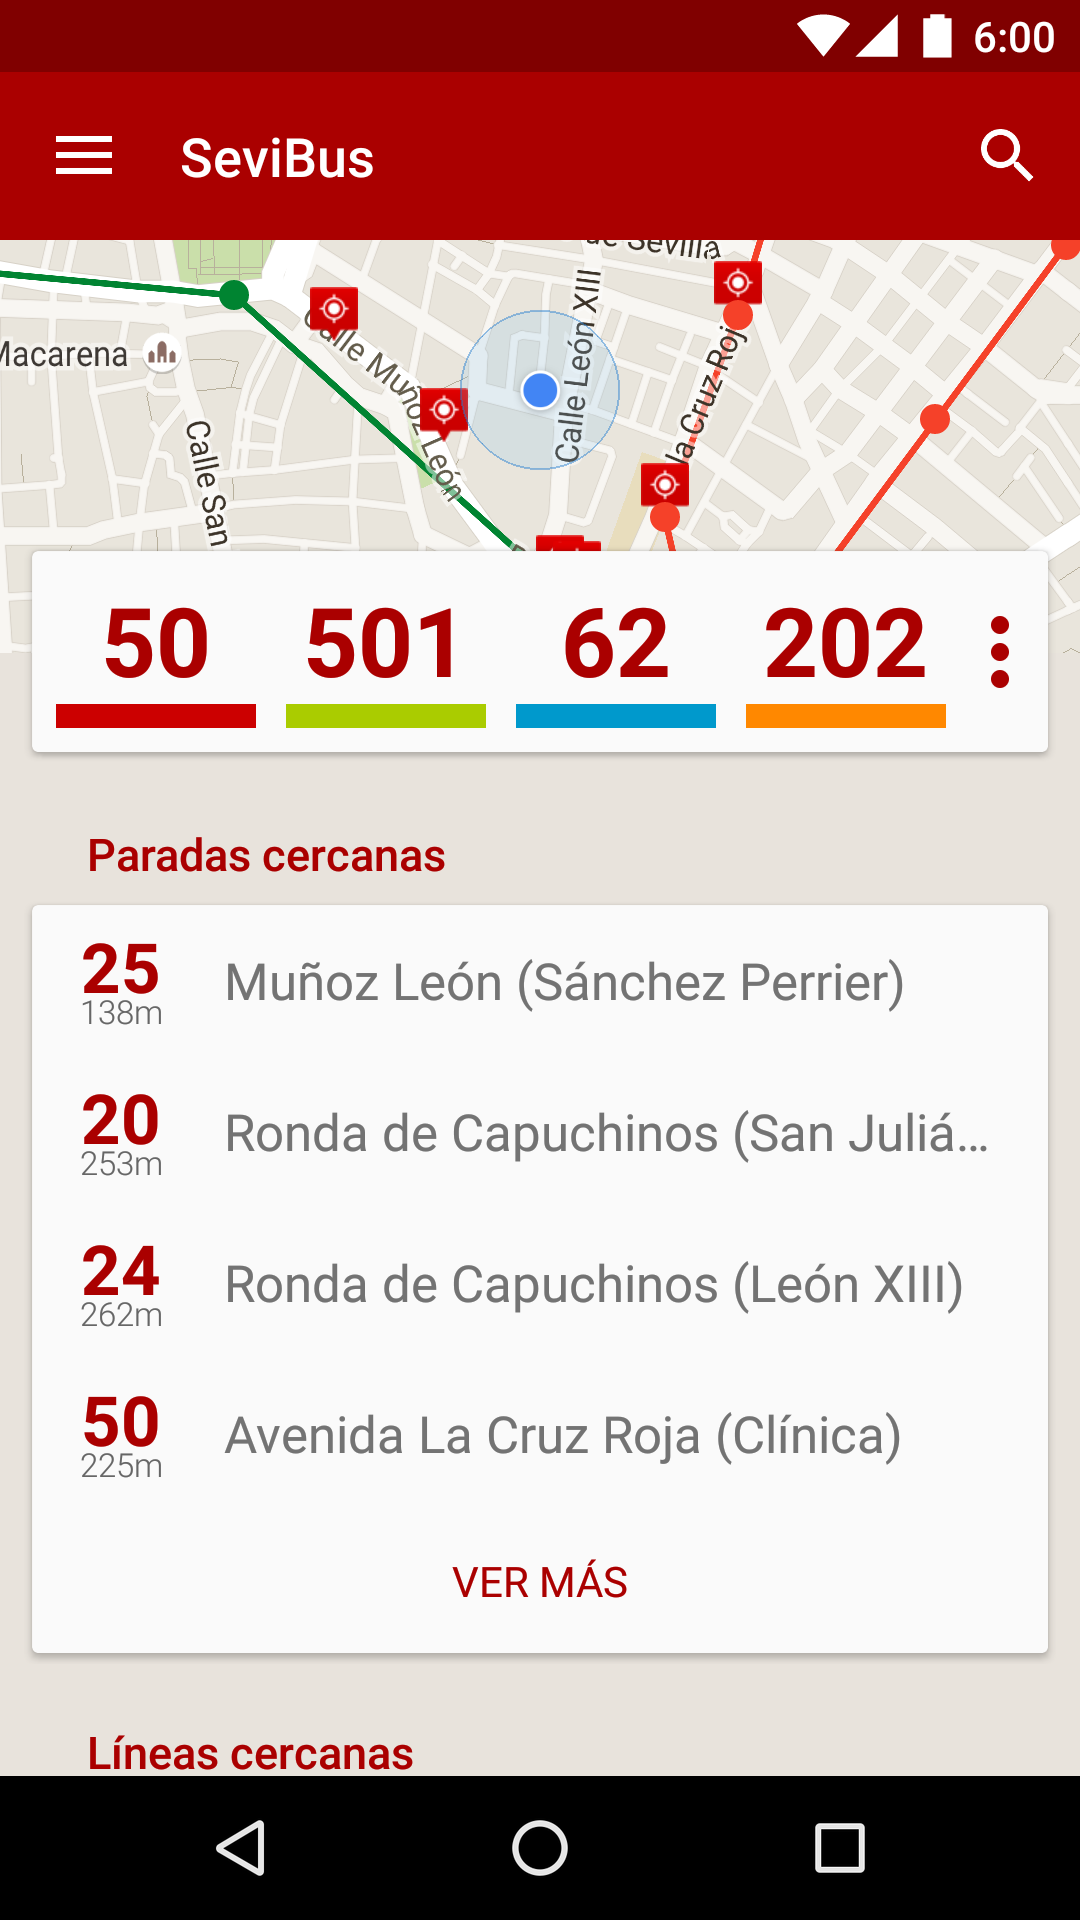 6:00
SeviBus
de Sevilla
Macarena
Calle Muñoz León
Calle León XIII
la Cruz Roj
Calle San
50 501 62 202
Paradas cercanas
25 Muñoz León (Sánchez Perrier)
138m
20 Ronda de Capuchinos (San Juliá...
253m
24 Ronda de Capuchinos (León XIII)
262m
50 Avenida La Cruz Roja (Clínica)
225m
VER MÁS
Líneas cercanas